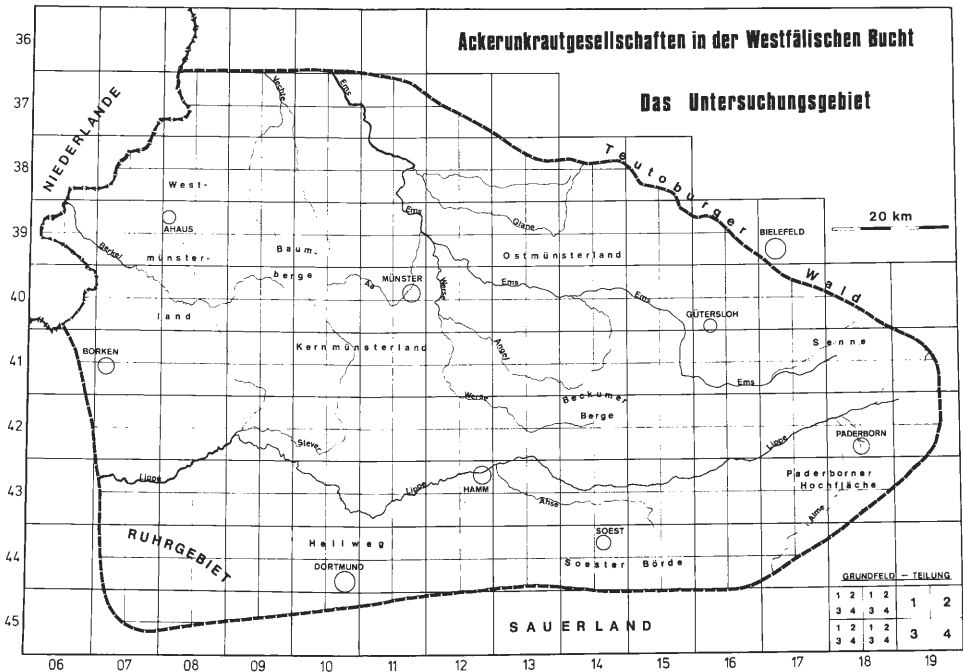 Ackerunkrautgesellschaften in der Westfälischen Bucht
Das Untersuchungsgebiet
36
37
38
39
40
41
42
43
44
45
06
07
08
09
10
11
12
13
14
15
16
17
18
19
NIEDERLANDE
Vechte
Ems
Teutoburger Wald
West-
münster-
land
AHAUS
Berkel
Baum-
berge
Ems
Glane
Ostmünsterland
BIELEFELD
20 km
MÜNSTER
Aa
Werse
Ems
Ems
GÜTERSLOH
Senne
BORKEN
Kernmünsterland
Angel
Ems
Werse
Beckumer
Berge
Stever
Lippe
PADERBORN
Paderborner
Hochfläche
Lippe
Lippe
HAMM
Ahse
Alme
RUHRGEBIET
Hellweg
DORTMUND
SOEST
Soester Börde
SAUERLAND
GRUNDFELD - TEILUNG
1 2 1 2
3 4 3 4
1 2
1 2 1 2
3 4 3 4
3 4